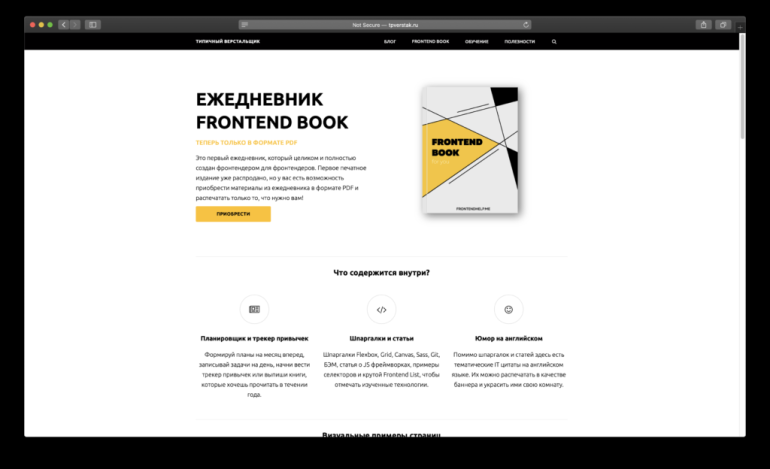 Not Secure — tpverstak.ru
ТИПИЧНЫЙ ВЕРСТАЛЬЩИК
БЛОГ FRONTEND BOOK ОБУЧЕНИЕ ПОЛЕЗНОСТИ
ЕЖЕДНЕВНИК
FRONTEND BOOK
ТЕПЕРЬ ТОЛЬКО В ФОРМАТЕ PDF
Это первый ежедневник, который целиком и полностью
создан фронтендером для фронтендеров. Первое печатное
издание уже распродано, но у вас есть возможность
приобрести материалы из ежедневника в формате PDF и
распечатать только то, что нужно вам!
ПРИОБРЕСТИ
FRONTEND
BOOK
Что содержится внутри?
Планировщик и трекер привычек
Формируй планы на месяц вперед,
записывай задачи на день, начни вести
трекер привычек или выпиши книги,
которые хочешь прочитать в течении
года.
Шпаргалки и статьи
Шпаргалки Flexbox, Grid, Canvas, Sass, Git,
БЭМ, статья о JS фреймворках, примеры
селекторов и крутой Frontend List, чтобы
отмечать изученные технологии.
Юмор на английском
Помимо шпаргалок и статей здесь есть
тематические IT цитаты на английском
языке. Их можно распечатать в качестве
баннера и украсить ими свою комнату.
Визуальные примеры страниц